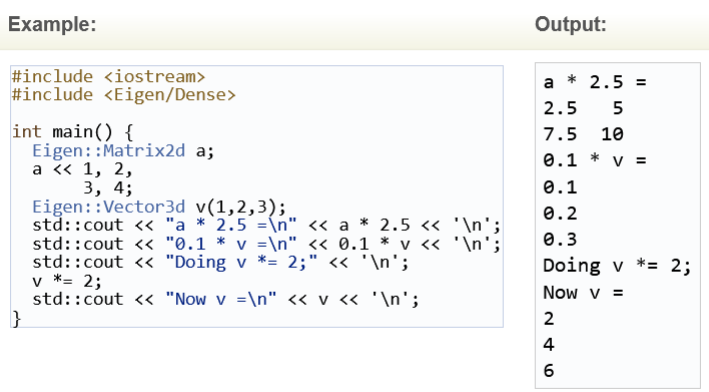 Example:
#include <iostream>
#include <Eigen/Dense>

int main() {
  Eigen::Matrix2d a;
  a << 1, 2,
       3, 4;
  Eigen::Vector3d v(1,2,3);
  std::cout << "a * 2.5 =\n" << a * 2.5 << '\n';
  std::cout << "0.1 * v =\n" << 0.1 * v << '\n';
  std::cout << "Doing v *= 2;" << '\n';
  v *= 2;
  std::cout << "Now v =\n" << v << '\n';
}
Output:
a * 2.5 =
2.5   5
7.5  10
0.1 * v =
0.1
0.2
0.3
Doing v *= 2;
Now v =
2
4
6